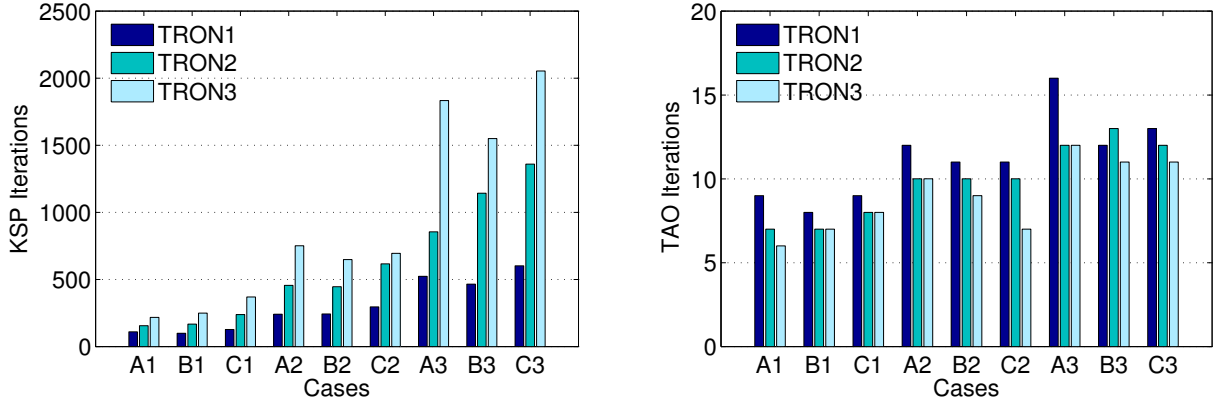 KSP Iterations
2500
2000
1500
1000
500
0
TRON1
TRON2
TRON3
A1 B1 C1 A2 B2 C2 A3 B3 C3
Cases
TAO Iterations
20
15
10
5
0
TRON1
TRON2
TRON3
A1 B1 C1 A2 B2 C2 A3 B3 C3
Cases